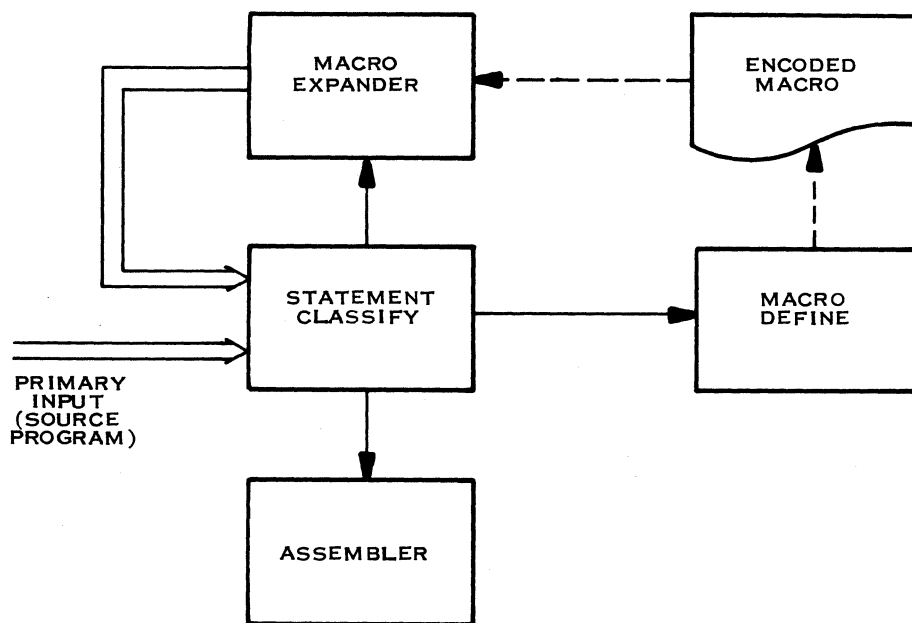 MACRO
EXPANDER
ENCODED
MACRO
STATEMENT
CLASSIFY
MACRO
DEFINE
PRIMARY
INPUT
(SOURCE
PROGRAM)
ASSEMBLER